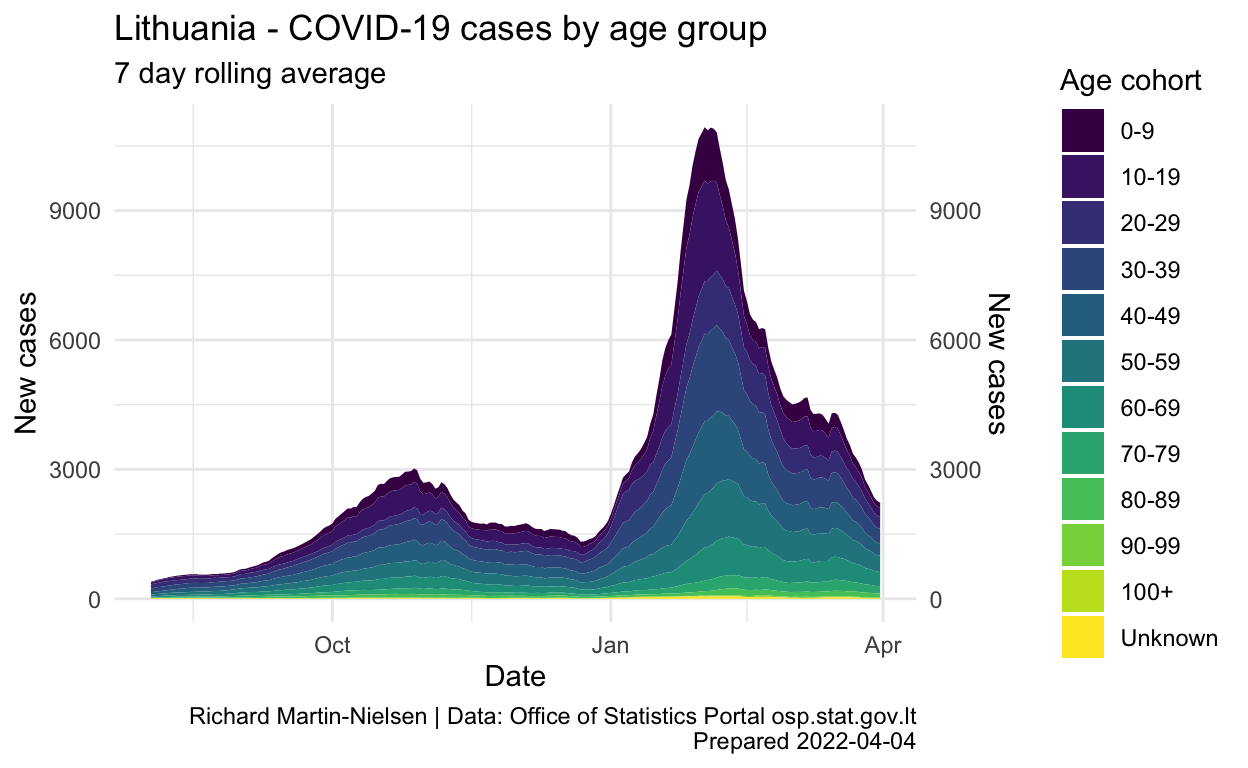 Lithuania - COVID-19 cases by age group
7 day rolling average
New cases
9000
6000
3000
0
9000
6000
3000
0
New cases
Oct
Jan
Apr
Date
Age cohort
0-9
10-19
20-29
30-39
40-49
50-59
60-69
70-79
80-89
90-99
100+
Unknown
Richard Martin-Nielsen | Data: Office of Statistics Portal osp.stat.gov.lt
Prepared 2022-04-04